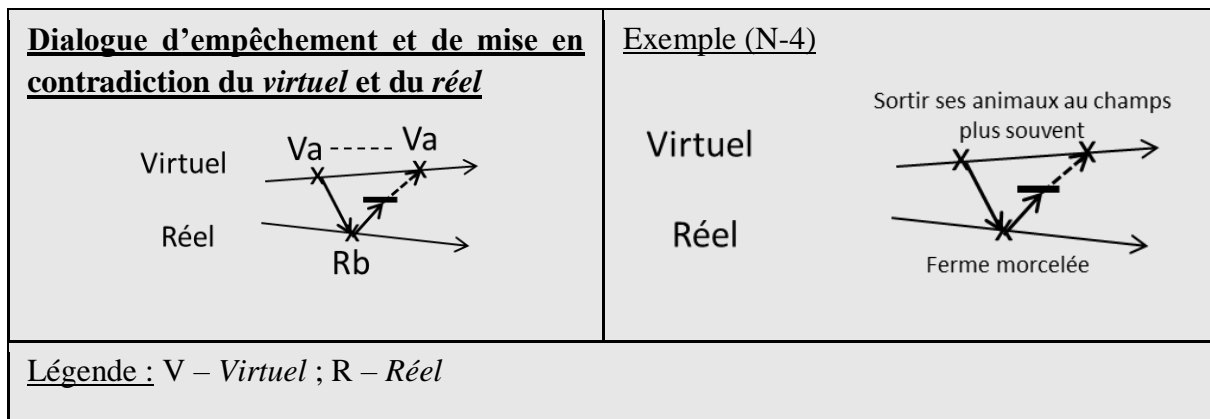 Dialogue d’empêchement et de mise en
contradiction du virtuel et du réel
Va ----- Va
Virtuel
Réel
Rb
Exemple (N-4)
Sortir ses animaux au champs
plus souvent
Virtuel
Réel
Ferme morcelée
Légende : V – Virtuel ; R – Réel